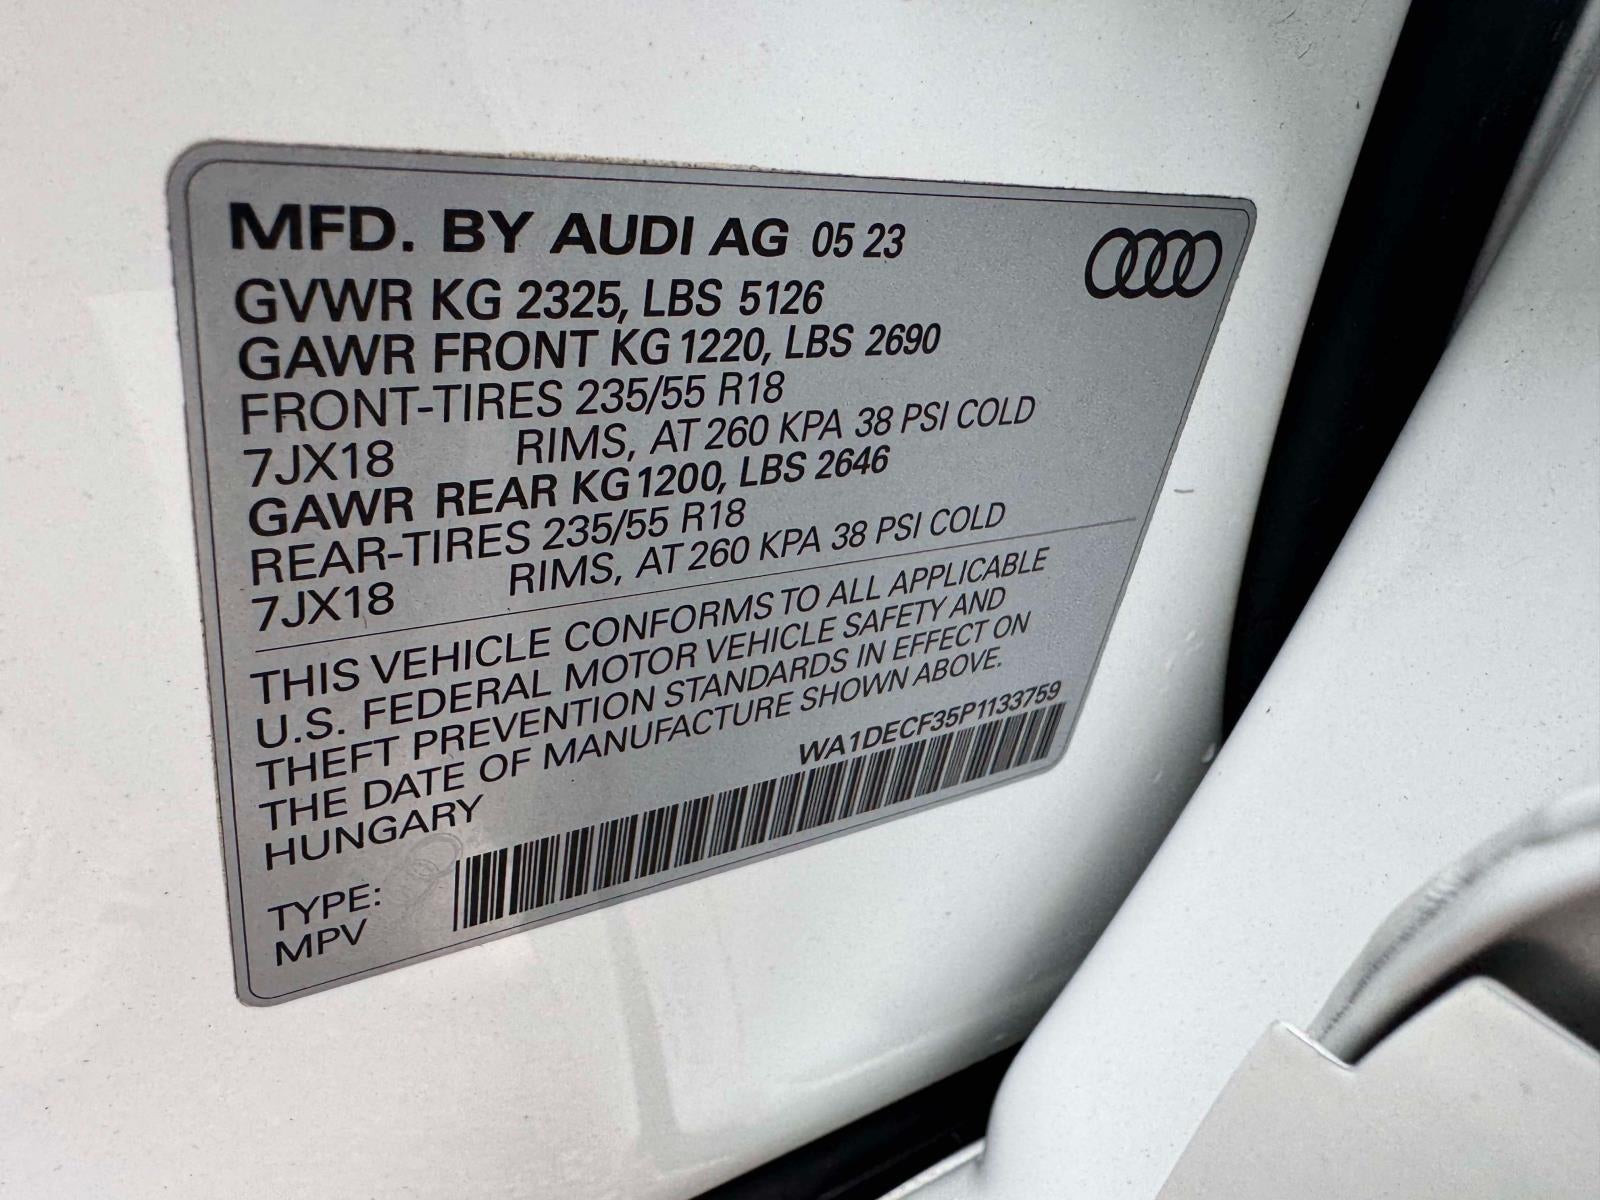 MFD. BY AUDI AG 05 23
GVWR KG 2325, LBS 5126
GAWR FRONT KG 1220, LBS 2690
FRONT-TIRES 235/55 R18
7JX18 RIMS, AT 260 KPA 38 PSI COLD
GAWR REAR KG 1200, LBS 2646
REAR-TIRES 235/55 R18
7JX18 RIMS, AT 260 KPA 38 PSI COLD
THIS VEHICLE CONFORMS TO ALL APPLICABLE
U.S. FEDERAL MOTOR VEHICLE SAFETY AND
THEFT PREVENTION STANDARDS IN EFFECT ON
THE DATE OF MANUFACTURE SHOWN ABOVE.
HUNGARY
WA1DECF35P1133759
TYPE:
MPV